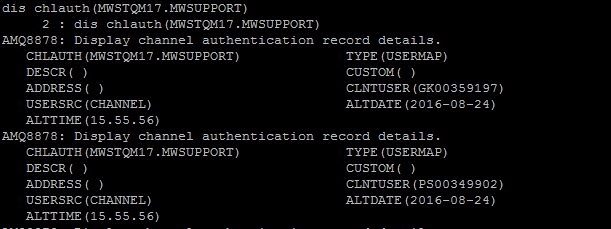 dis chlauth(MWSTQM17.MWSUPPORT)
     2 : dis chlauth(MWSTQM17.MWSUPPORT)
AMQ8878: Display channel authentication record details.
   CHLAUTH(MWSTQM17.MWSUPPORT)             TYPE(USERMAP)
   DESCR( )                                CUSTOM( )
   ADDRESS( )                              CLNTUSER(GK00359197)
   USERSRC(CHANNEL)                        ALTDATE(2016-08-24)
   ALTTIME(15.55.56)
AMQ8878: Display channel authentication record details.
   CHLAUTH(MWSTQM17.MWSUPPORT)             TYPE(USERMAP)
   DESCR( )                                CUSTOM( )
   ADDRESS( )                              CLNTUSER(PS00349902)
   USERSRC(CHANNEL)                        ALTDATE(2016-08-24)
   ALTTIME(15.55.56)